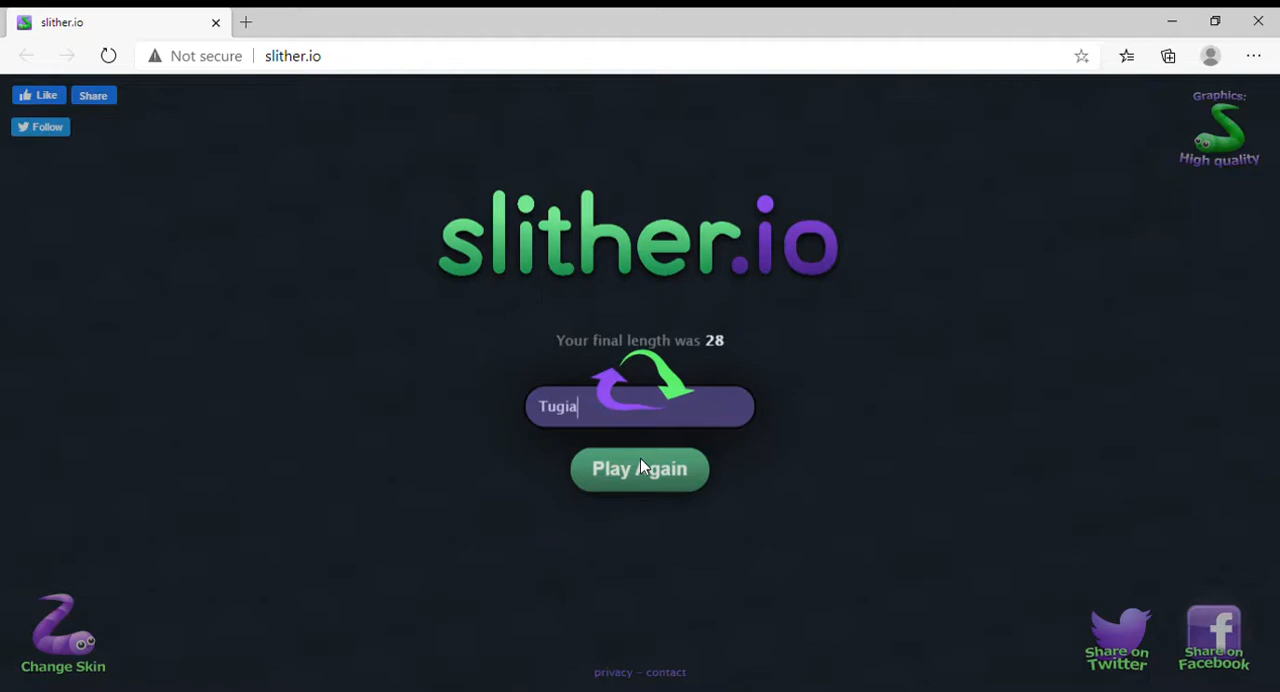 slither.io
Not secure slither.io
Like Share
Follow
Graphics:
High quality
slither.io
Your final length was 28
Tugia
Play Again
Change Skin
Share on
Twitter
Share on
Facebook
privacy - contact